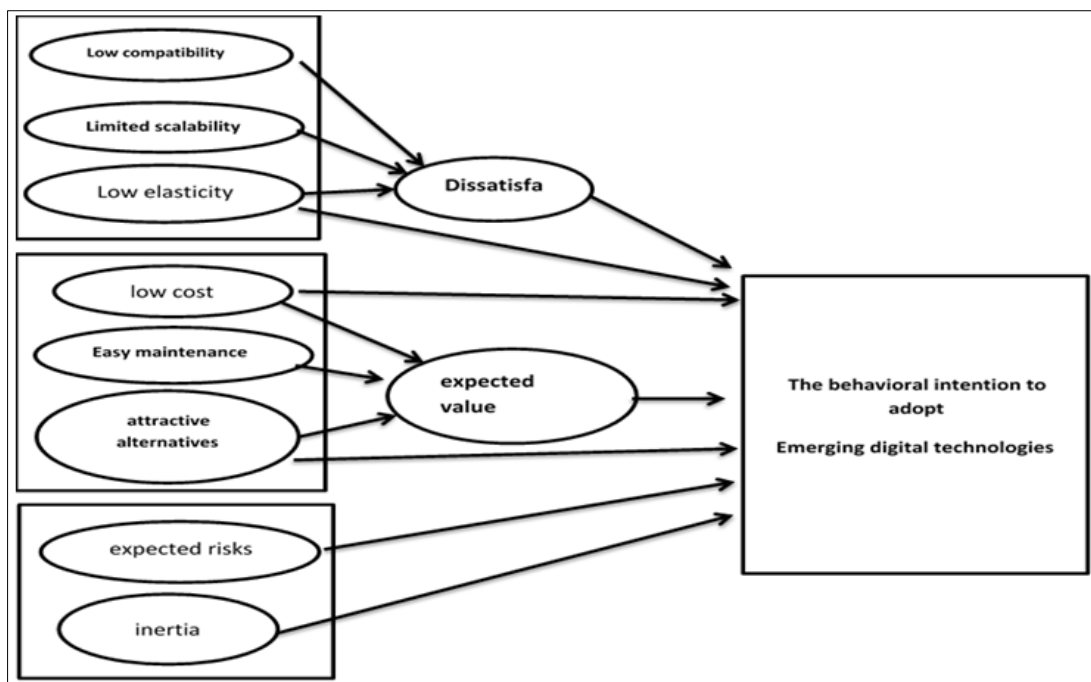 Low compatibility
Limited scalability
Low elasticity
Dissatisfa
low cost
Easy maintenance
attractive
alternatives
expected
value
The behavioral intention to
adopt
Emerging digital technologies
expected risks
inertia